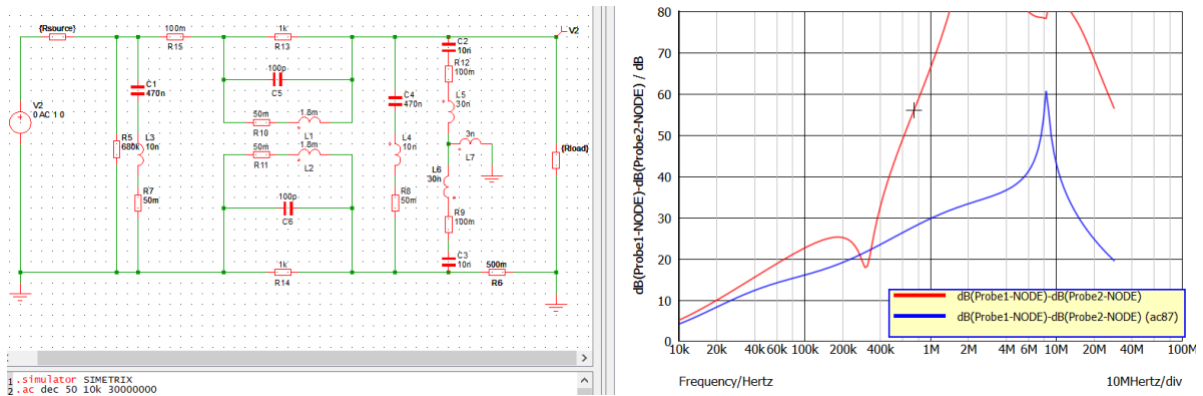 {Rsource}
100m
R15
1k
R13
V2
C2
10n
R12
100m
100p
C5
C1
470n
C4
470n
L5
30n
V2
0 AC 1 0
50m
R10
1.8m
L1
R5
680k
L3
10n
50m
R11
1.8m
L2
L4
10n
3n
L7
{Rload}
L6
30n
R7
50m
100p
C6
R8
50m
R9
100m
C3
10n
1k
R14
500m
R6
1 .simulator SIMETRIX
2 .ac dec 50 10k 30000000
dB(Probe1-NODE)-dB(Probe2-NODE) / dB
80
70
60
50
40
30
20
10
0
dB(Probe1-NODE)-dB(Probe2-NODE)
dB(Probe1-NODE)-dB(Probe2-NODE) (ac87)
10k 20k 40k 60k 100k 200k 400k 1M 2M 4M 6M 10M 20M 40M 100M
Frequency/Hertz
10MHertz/div